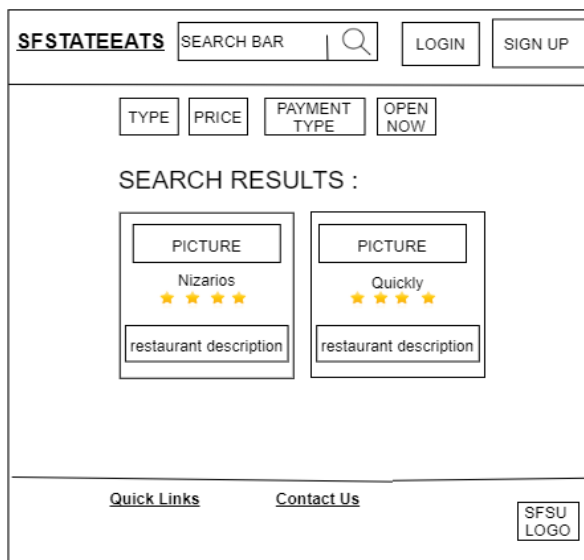 SFSTATEEATS
SEARCH BAR
LOGIN
SIGN UP
TYPE
PRICE
PAYMENT
TYPE
OPEN
NOW
SEARCH RESULTS :
PICTURE
Nizarios
restaurant description
PICTURE
Quickly
restaurant description
Quick Links
Contact Us
SFSU
LOGO